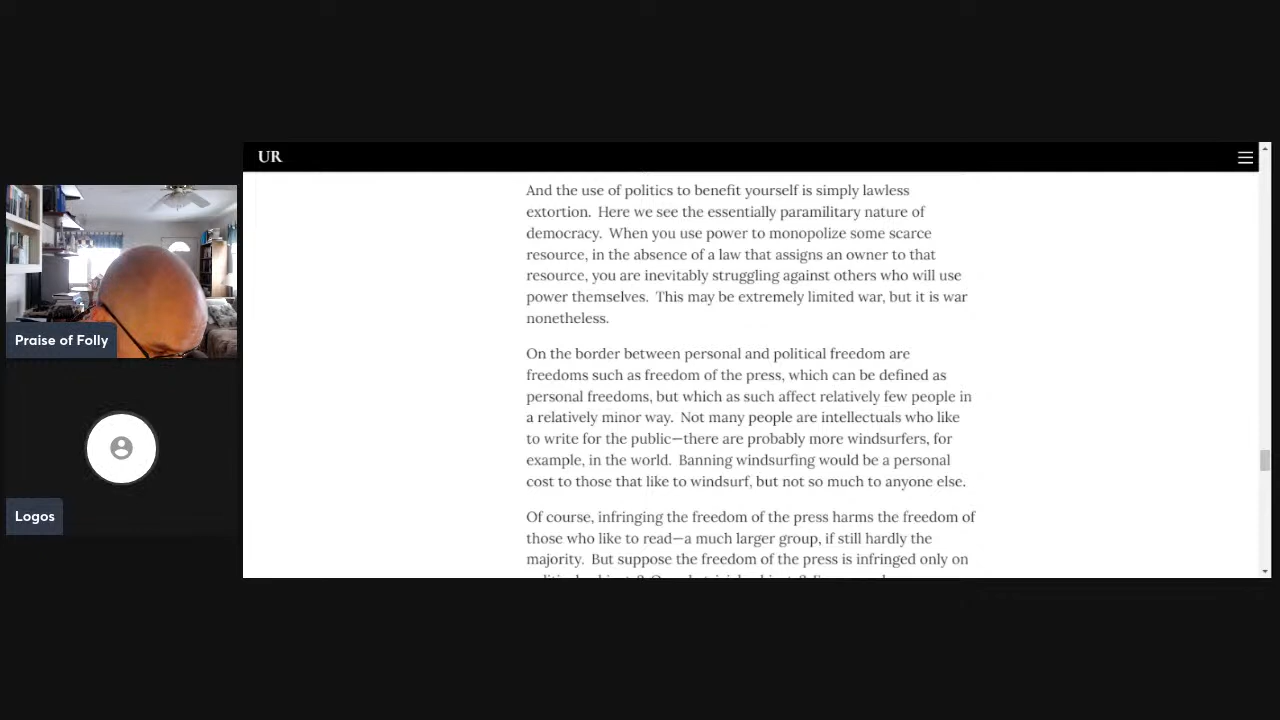 UR
And the use of politics to benefit yourself is simply lawless
extortion. Here we see the essentially paramilitary nature of
democracy. When you use power to monopolize some scarce
resource, in the absence of a law that assigns an owner to that
resource, you are inevitably struggling against others who will use
power themselves. This may be extremely limited war, but it is war
nonetheless.
On the border between personal and political freedom are
freedoms such as freedom of the press, which can be defined as
personal freedoms, but which as such affect relatively few people in
a relatively minor way. Not many people are intellectuals who like
to write for the public—there are probably more windsurfers, for
example, in the world. Banning windsurfing would be a personal
cost to those that like to windsurf, but not so much to anyone else.
Of course, infringing the freedom of the press harms the freedom of
those who like to read—a much larger group, if still hardly the
majority. But suppose the freedom of the press is infringed only on
Praise of Folly
Logos